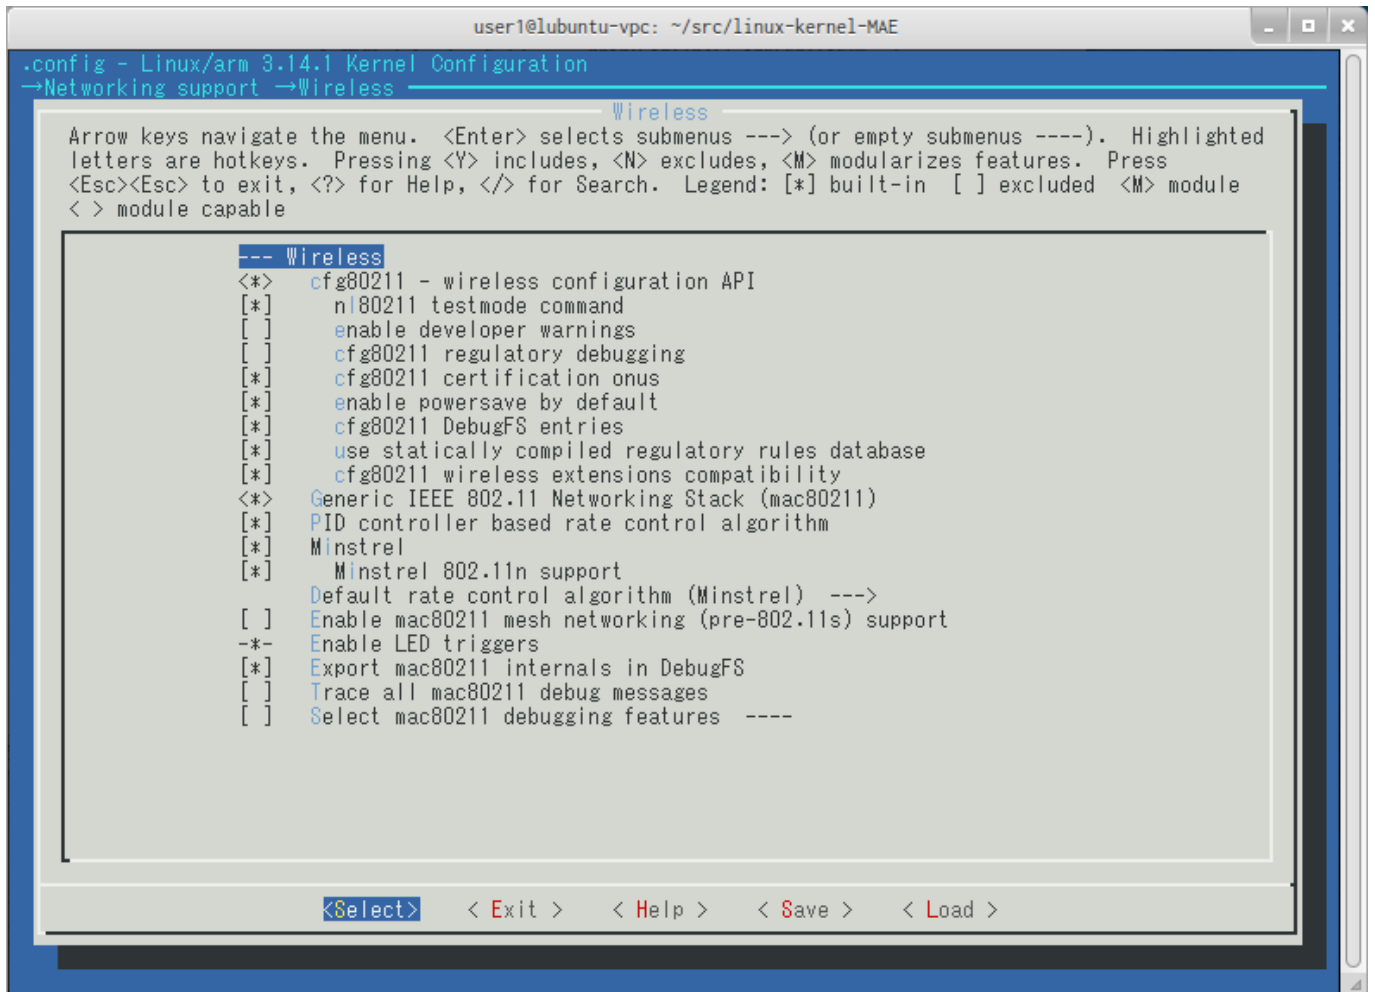 user1@lubuntu-vpc: ~/src/linux-kernel-MAE
.config - Linux/arm 3.14.1 Kernel Configuration
→Networking support →Wireless
Wireless
Arrow keys navigate the menu.  <Enter> selects submenus ---> (or empty submenus ----).  Highlighted
letters are hotkeys.  Pressing <Y> includes, <N> excludes, <M> modularizes features.  Press
<Esc><Esc> to exit, <?> for Help, </> for Search.  Legend: [*] built-in  [ ] excluded  <M> module
< > module capable
--- Wireless
<*>   cfg80211 - wireless configuration API
[*]     nl80211 testmode command
[ ]     enable developer warnings
[ ]     cfg80211 regulatory debugging
[*]     cfg80211 certification onus
[*]     enable powersave by default
[*]     cfg80211 DebugFS entries
[*]     use statically compiled regulatory rules database
[*]     cfg80211 wireless extensions compatibility
<*>   Generic IEEE 802.11 Networking Stack (mac80211)
[*]   PID controller based rate control algorithm
[*]   Minstrel
[*]     Minstrel 802.11n support
Default rate control algorithm (Minstrel)  --->
[ ]   Enable mac80211 mesh networking (pre-802.11s) support
-*-   Enable LED triggers
[*]   Export mac80211 internals in DebugFS
[ ]   Trace all mac80211 debug messages
[ ]   Select mac80211 debugging features  ----
<Select>    < Exit >    < Help >    < Save >    < Load >